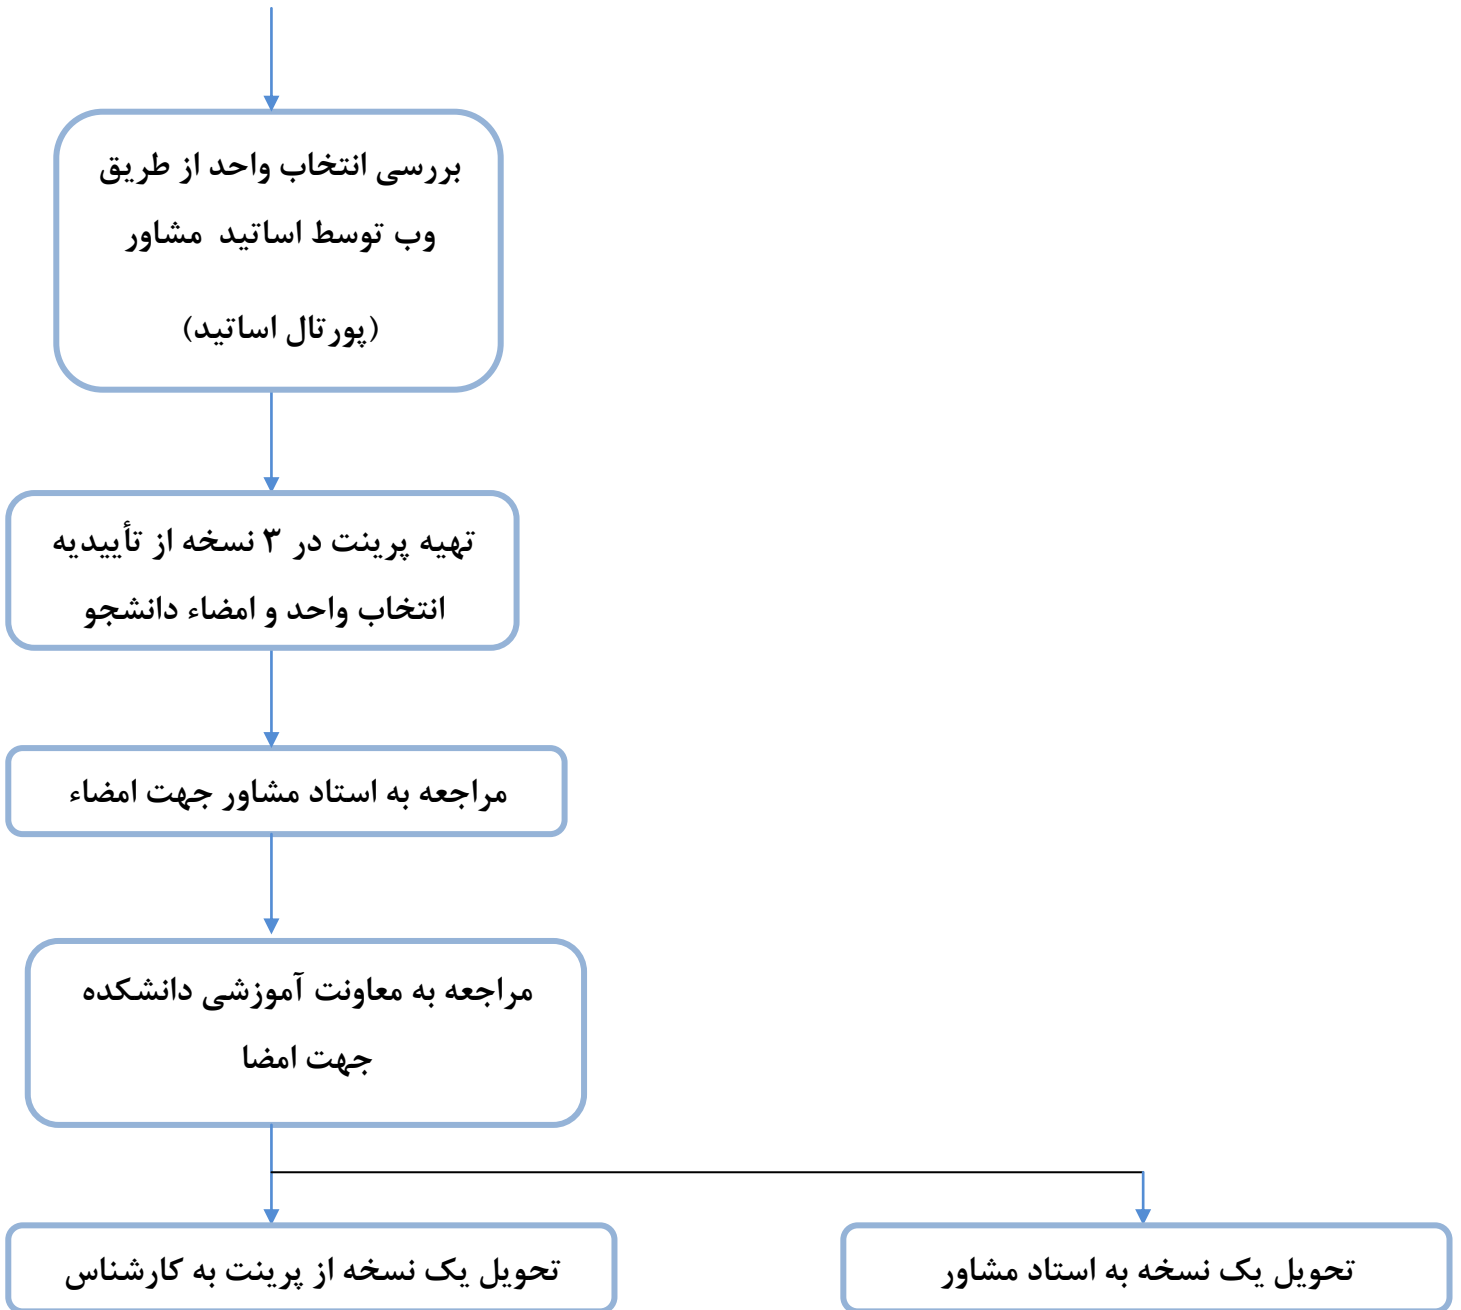 بررسی انتخاب واحد از طریق
وب توسط اساتید مشاور
(پورتال اساتید)
تهیه پرینت در ۳ نسخه از تأییدیه
انتخاب واحد و امضاء دانشجو
مراجعه به استاد مشاور جهت امضاء
مراجعه به معاونت آموزشی دانشکده
جهت امضا
تحویل یک نسخه به استاد مشاور
تحویل یک نسخه از پرینت به کارشناس